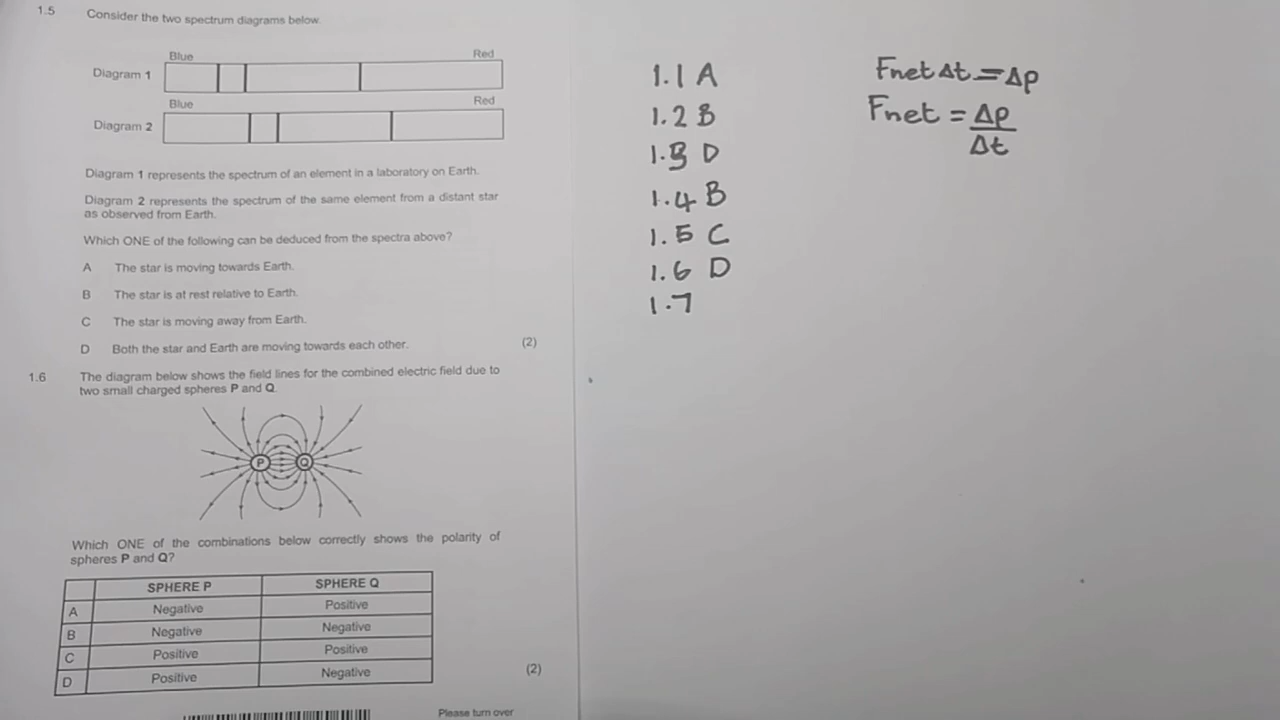 1.5 Consider the two spectrum diagrams below.
Blue Red
Diagram 1
Blue Red
Diagram 2
Diagram 1 represents the spectrum of an element in a laboratory on Earth.
Diagram 2 represents the spectrum of the same element from a distant star
as observed from Earth.
Which ONE of the following can be deduced from the spectra above?
A The star is moving towards Earth.
B The star is at rest relative to Earth.
C The star is moving away from Earth.
D Both the star and Earth are moving towards each other. (2)
1.6 The diagram below shows the field lines for the combined electric field due to
two small charged spheres P and Q.
P Q
Which ONE of the combinations below correctly shows the polarity of
spheres P and Q?
SPHERE P SPHERE Q
A Negative Positive
B Negative Negative
C Positive Positive
D Positive Negative
(2)
Please turn over
1.1 A
1.2 B
1.3 D
1.4 B
1.5 C
1.6 D
1.7
Fnet Δt = Δp
Fnet = Δp
Δt